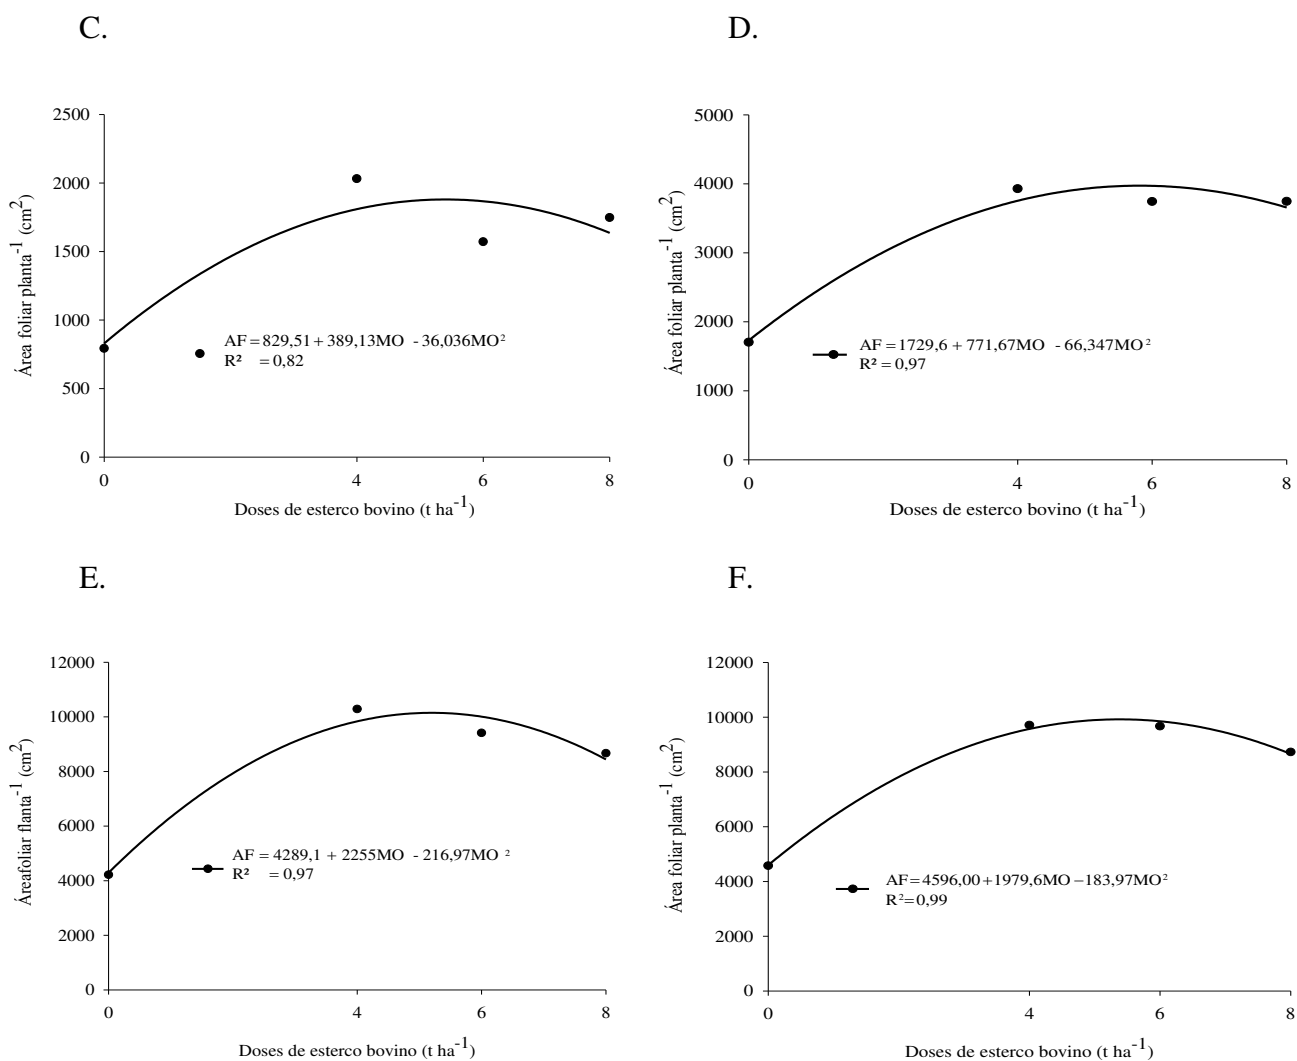 C.
Área foliar planta⁻¹ (cm²)
2500
2000
1500
1000
500
0
AF = 829,51 + 389,13MO - 36,036MO²
R² = 0,82
0 4 6 8
Doses de esterco bovino (t ha⁻¹)
D.
Área foliar planta⁻¹ (cm²)
5000
4000
3000
2000
1000
0
AF = 1729,6 + 771,67MO - 66,347MO²
R² = 0,97
0 4 6 8
Doses de esterco bovino (t ha⁻¹)
E.
Áreafoliar flanta⁻¹ (cm²)
12000
10000
8000
6000
4000
2000
0
AF = 4289,1 + 2255MO - 216,97MO ²
R² = 0,97
0 4 6 8
Doses de esterco bovino (t ha⁻¹)
F.
Área foliar planta⁻¹ (cm²)
12000
10000
8000
6000
4000
2000
0
AF=4596,00+1979,6MO−183,97MO²
R²=0,99
0 4 6 8
Doses de esterco bovino (t ha⁻¹)